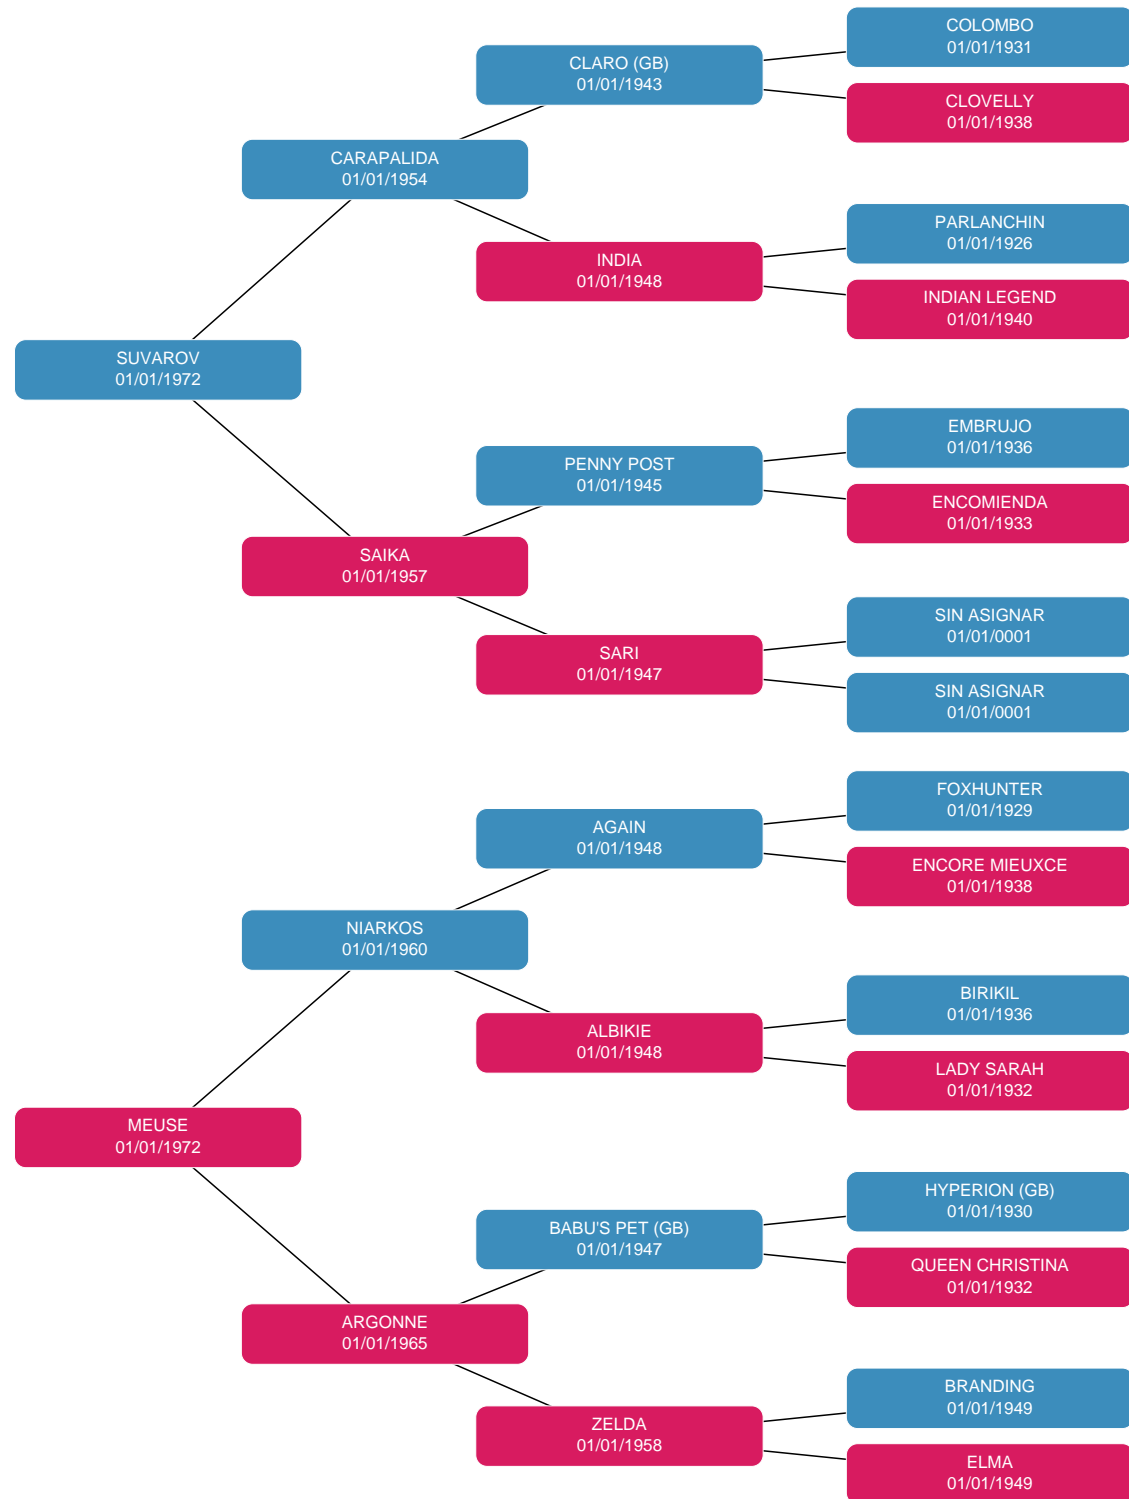 COLOMBO
01/01/1931
CLARO (GB)
01/01/1943
CLOVELLY
01/01/1938
CARAPALIDA
01/01/1954
PARLANCHIN
01/01/1926
INDIA
01/01/1948
INDIAN LEGEND
01/01/1940
SUVAROV
01/01/1972
EMBRUJO
01/01/1936
PENNY POST
01/01/1945
ENCOMIENDA
01/01/1933
SAIKA
01/01/1957
SIN ASIGNAR
01/01/0001
SARI
01/01/1947
SIN ASIGNAR
01/01/0001
FOXHUNTER
01/01/1929
AGAIN
01/01/1948
ENCORE MIEUXCE
01/01/1938
NIARKOS
01/01/1960
BIRIKIL
01/01/1936
ALBIKIE
01/01/1948
LADY SARAH
01/01/1932
MEUSE
01/01/1972
HYPERION (GB)
01/01/1930
BABU'S PET (GB)
01/01/1947
QUEEN CHRISTINA
01/01/1932
ARGONNE
01/01/1965
BRANDING
01/01/1949
ZELDA
01/01/1958
ELMA
01/01/1949